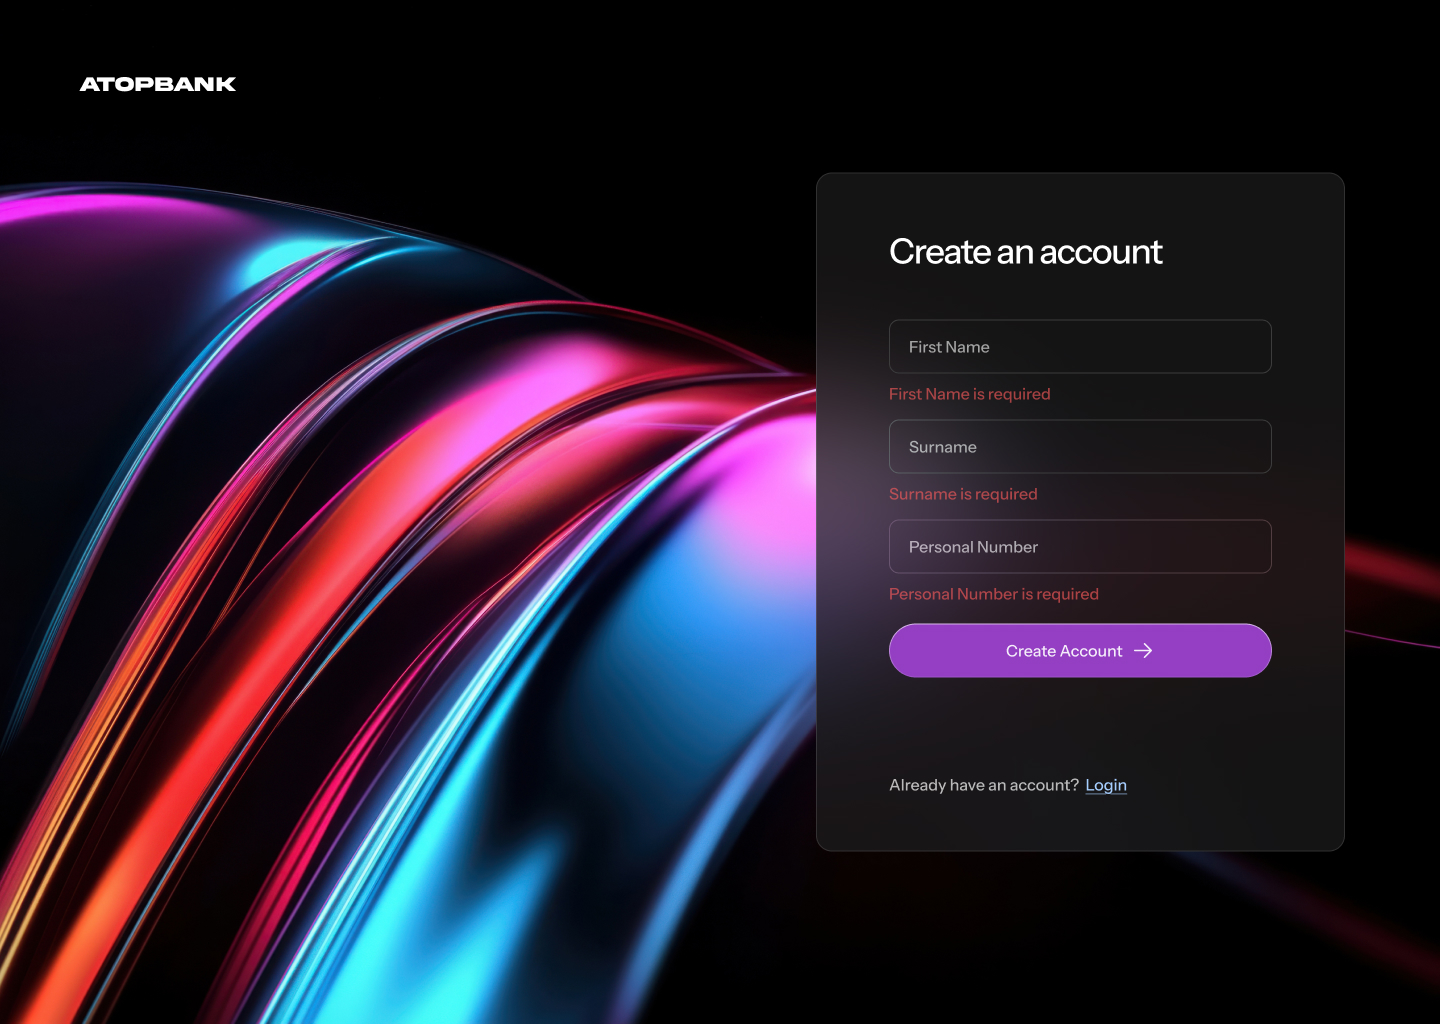 ATOPBANK
Create an account
First Name
First Name is required
Surname
Surname is required
Personal Number
Personal Number is required
Create Account
Already have an account? Login